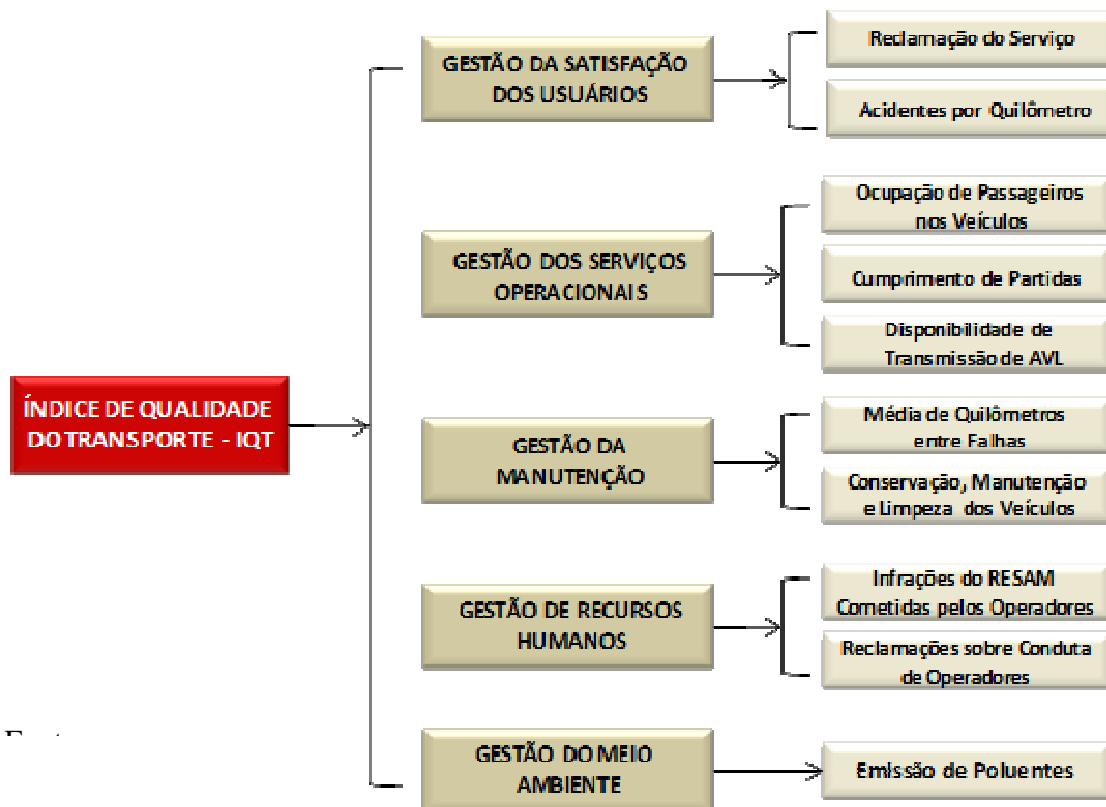 ÍNDICE DE QUALIDADE
DO TRANSPORTE - IQT
GESTÃO DA SATISFAÇÃO
DOS USUÁRIOS
Reclamação do Serviço
Acidentes por Quilômetro
GESTÃO DOS SERVIÇOS
OPERACIONAIS
Ocupação de Passageiros
nos Veículos
Cumprimento de Partidas
Disponibilidade de
Transmissão de AVL
GESTÃO DA
MANUTENÇÃO
Média de Quilômetros
entre Falhas
Conservação, Manutenção
e Limpeza dos Veículos
GESTÃO DE RECURSOS
HUMANOS
Infrações do RESAM
Cometidas pelos Operadores
Reclamações sobre Conduta
de Operadores
GESTÃO DO MEIO
AMBIENTE
Emissão de Poluentes